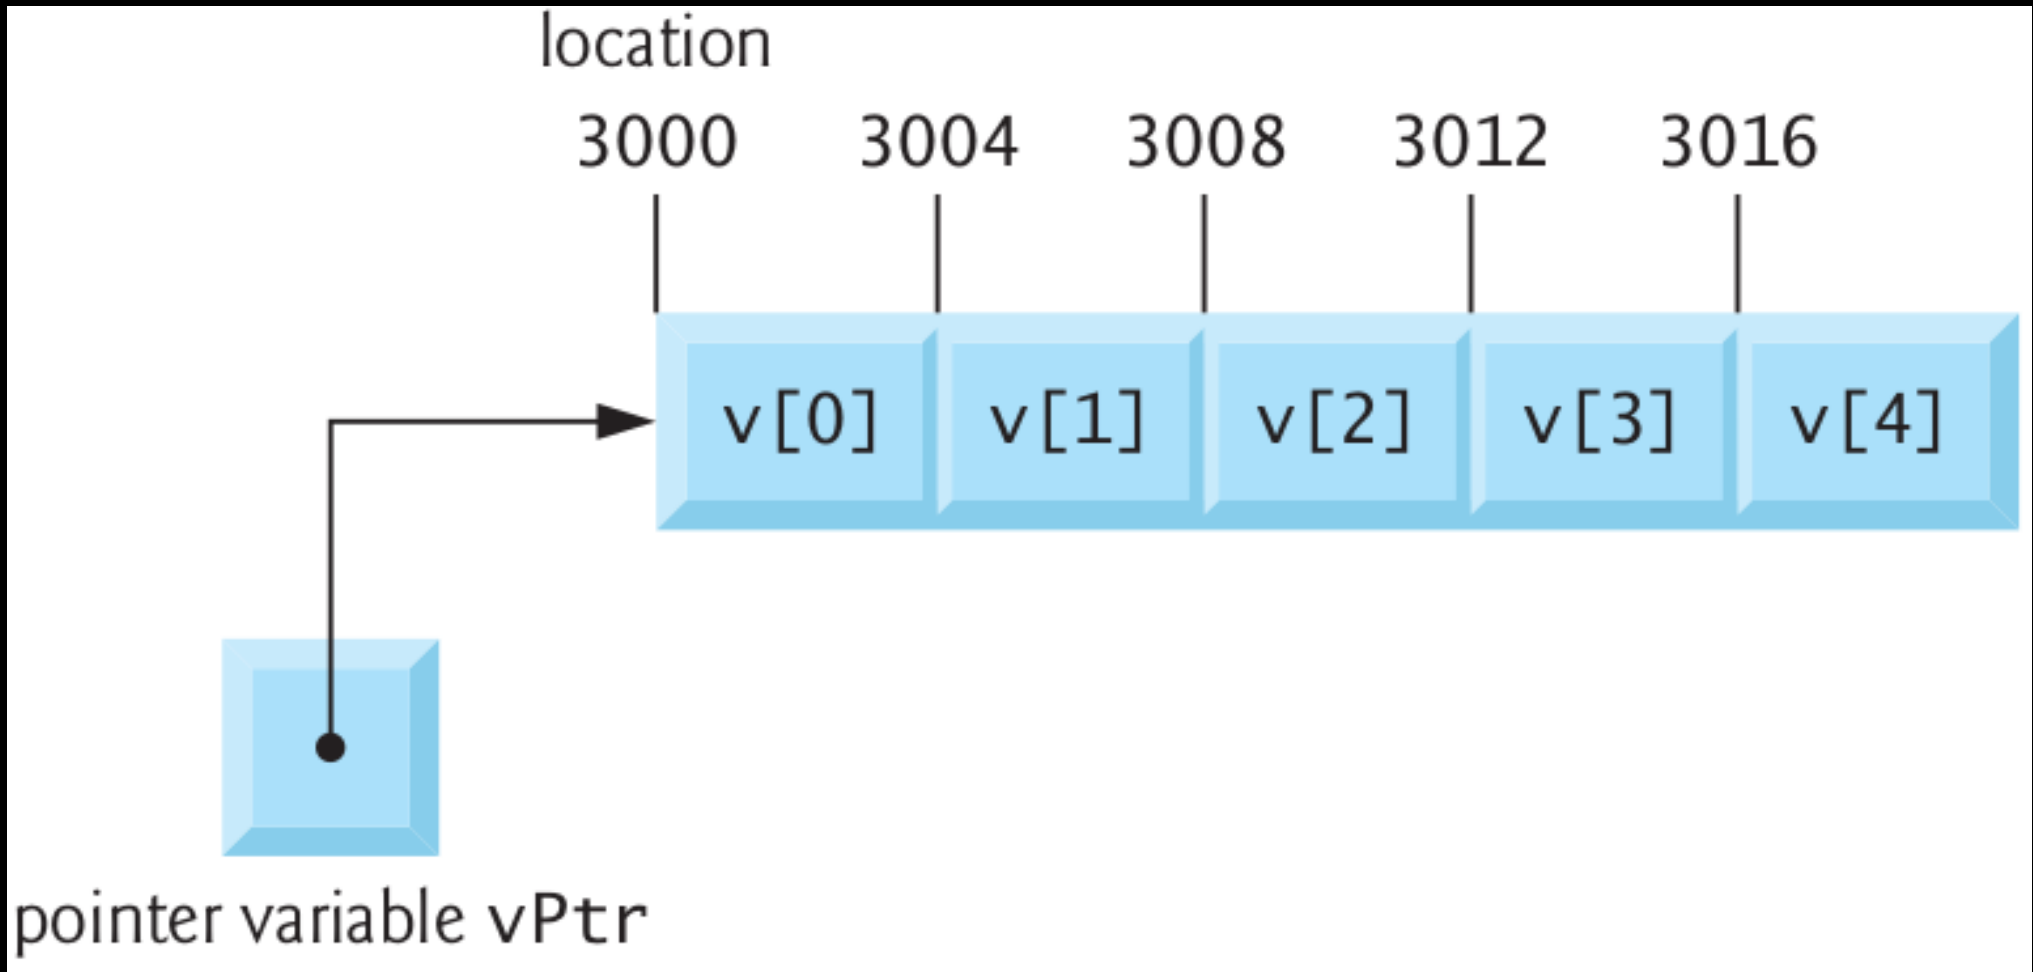 location
3000 3004 3008 3012 3016
v[0] v[1] v[2] v[3] v[4]
pointer variable vPtr